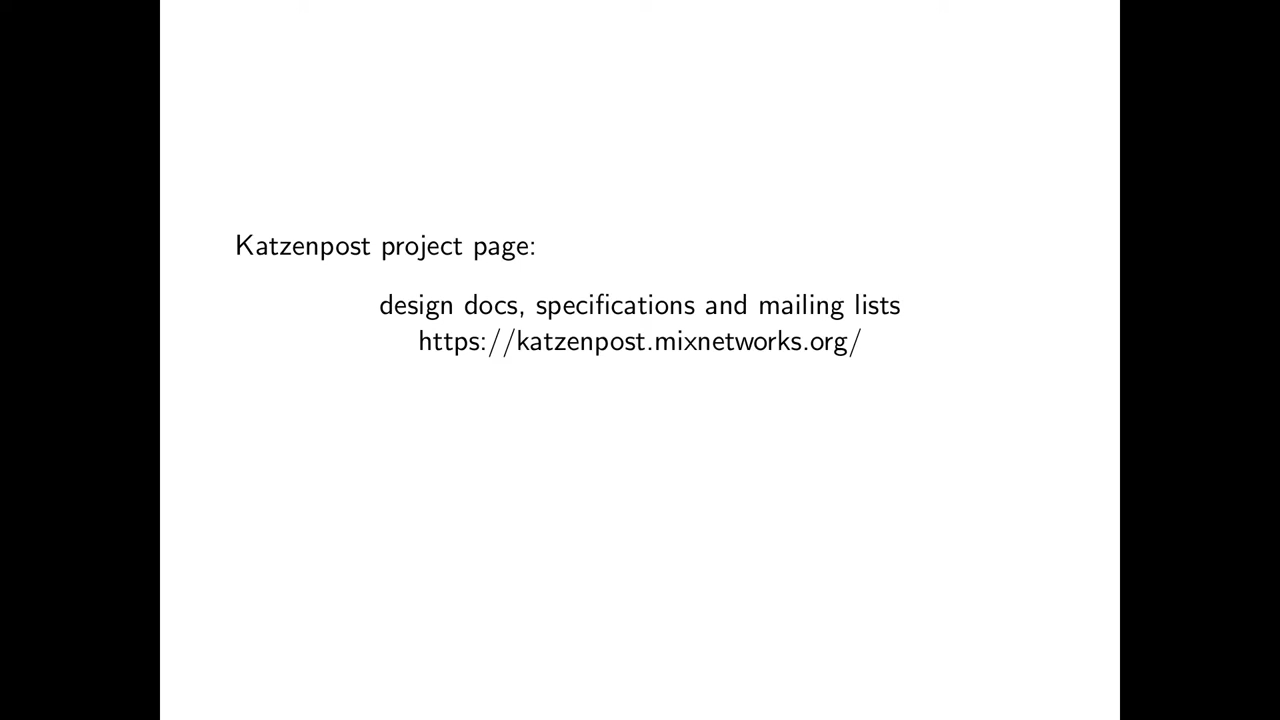 Katzenpost project page:
design docs, specifications and mailing lists
https://katzenpost.mixnetworks.org/